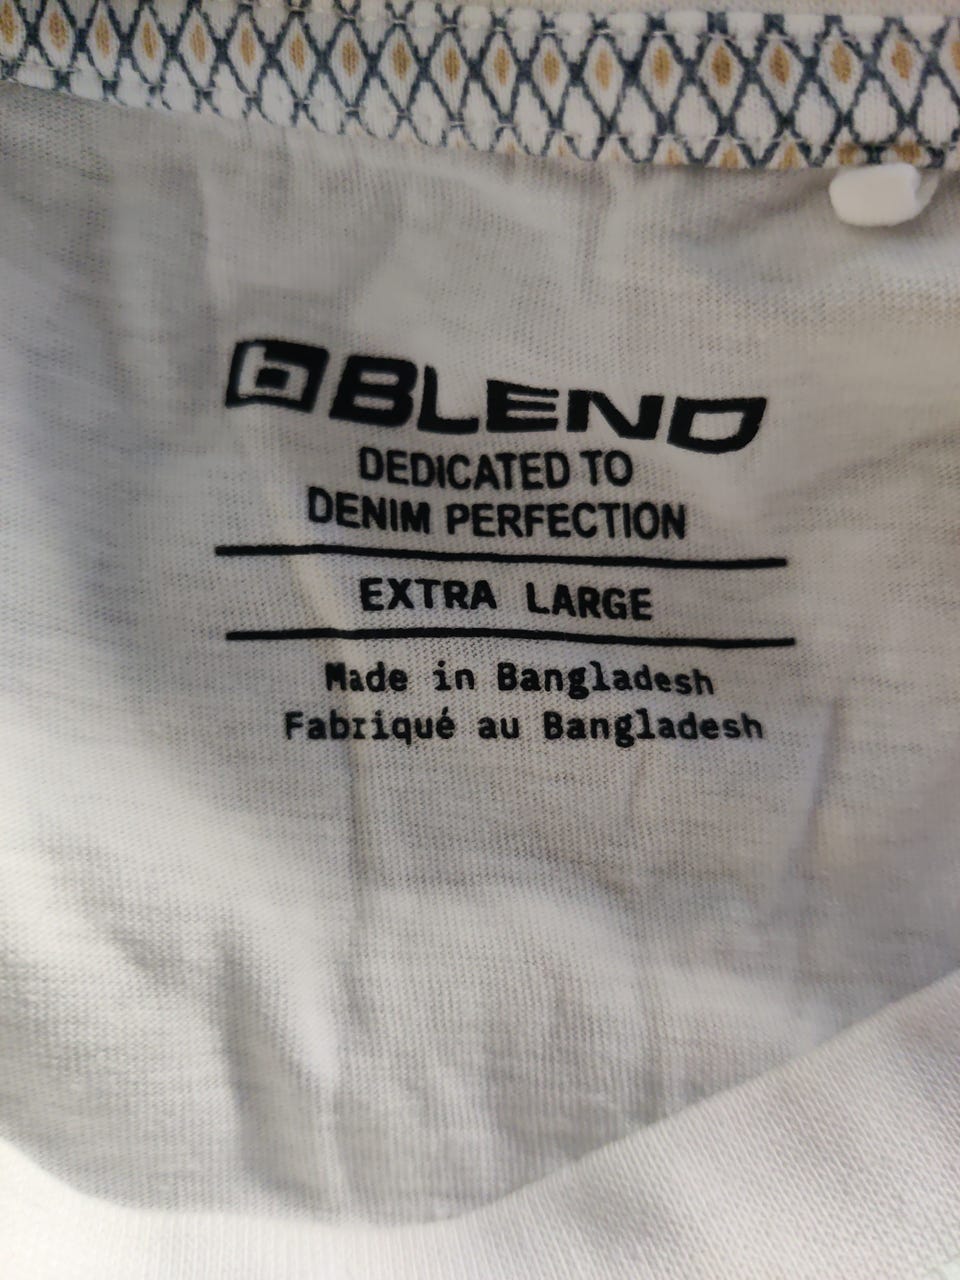 BLEND
DEDICATED TO
DENIM PERFECTION
EXTRA LARGE
Made in Bangladesh
Fabriqué au Bangladesh